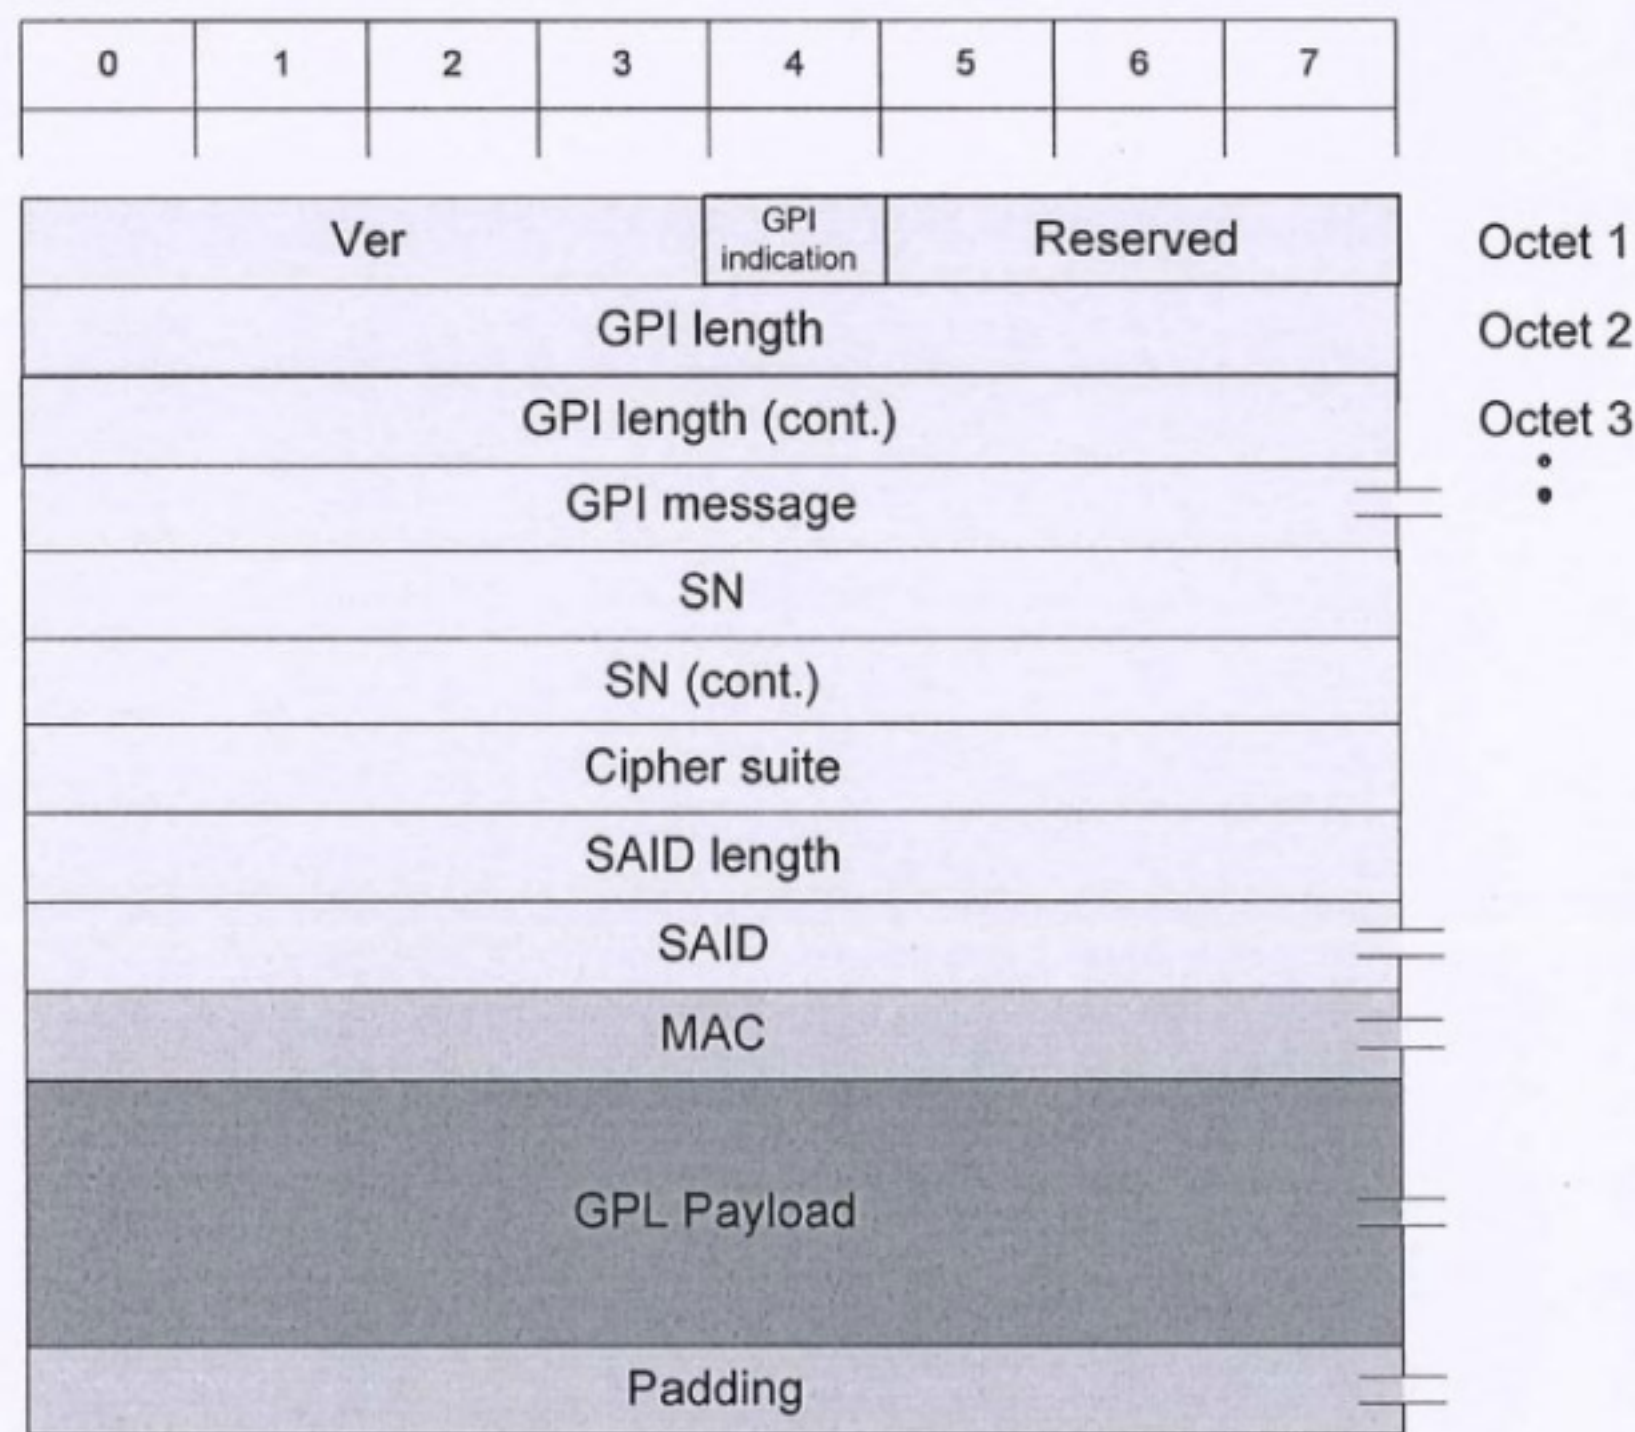 0 1 2 3 4 5 6 7
Ver GPI indication Reserved Octet 1
GPI length Octet 2
GPI length (cont.) Octet 3
GPI message
SN
SN (cont.)
Cipher suite
SAID length
SAID
MAC
GPL Payload
Padding